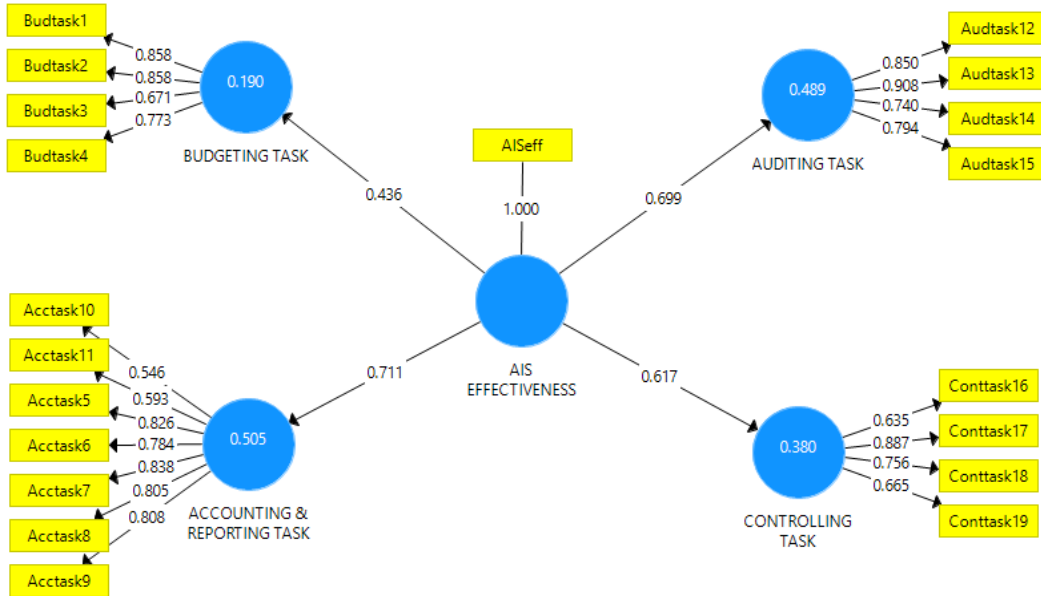 Budtask1
Budtask2
Budtask3
Budtask4
0.858
0.858
0.671
0.773
0.190
BUDGETING TASK
0.436
AISeff
1.000
Audtask12
Audtask13
Audtask14
Audtask15
0.850
0.908
0.740
0.794
0.489
AUDITING TASK
0.699
AIS
EFFECTIVENESS
Acctask10
Acctask11
Acctask5
Acctask6
Acctask7
Acctask8
Acctask9
0.546
0.593
0.826
0.784
0.838
0.805
0.808
0.505
ACCOUNTING &
REPORTING TASK
0.711
0.617
Conttask16
Conttask17
Conttask18
Conttask19
0.635
0.887
0.756
0.665
0.380
CONTROLLING
TASK